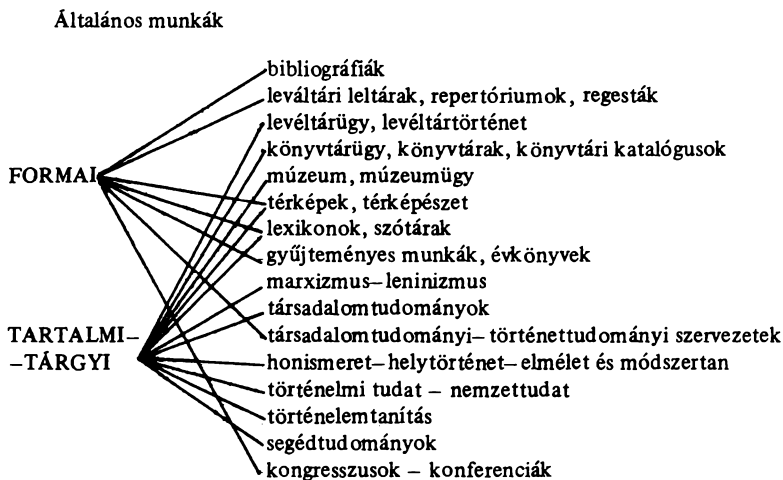 Általános munkák
bibliográfiák
leváltári leltárak, repertóriumok, regesták
levéltárügy, levéltártörténet
könyvtárügy, könyvtárak, könyvtári katalógusok
FORMAI
múzeum, múzeumügy
térképek, térképészet
lexikonok, szótárak
gyűjteményes munkák, évkönyvek
marxizmus–leninizmus
társadalomtudományok
TARTALMI–
–TÁRGYI
társadalomtudományi–történettudományi szervezetek
honismeret–helytörténet–elmélet és módszertan
történelmi tudat – nemzettudat
történelemtanítás
segédtudományok
kongresszusok – konferenciák